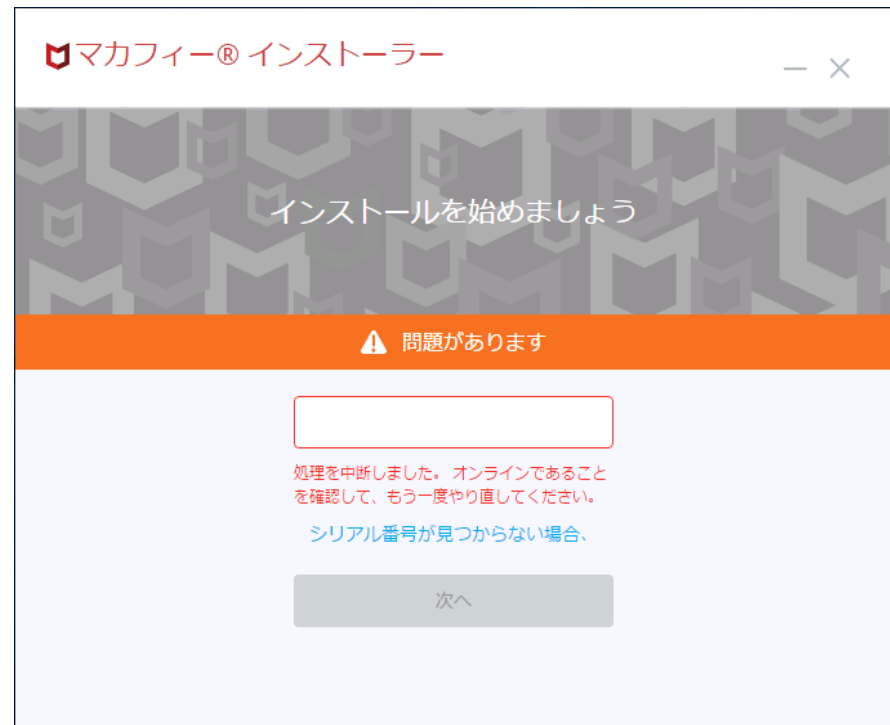 マカフィー® インストーラー
インストールを始めましょう
問題があります
処理を中断しました。 オンラインであること
を確認して、もう一度やり直してください。
シリアル番号が見つからない場合、
次へ